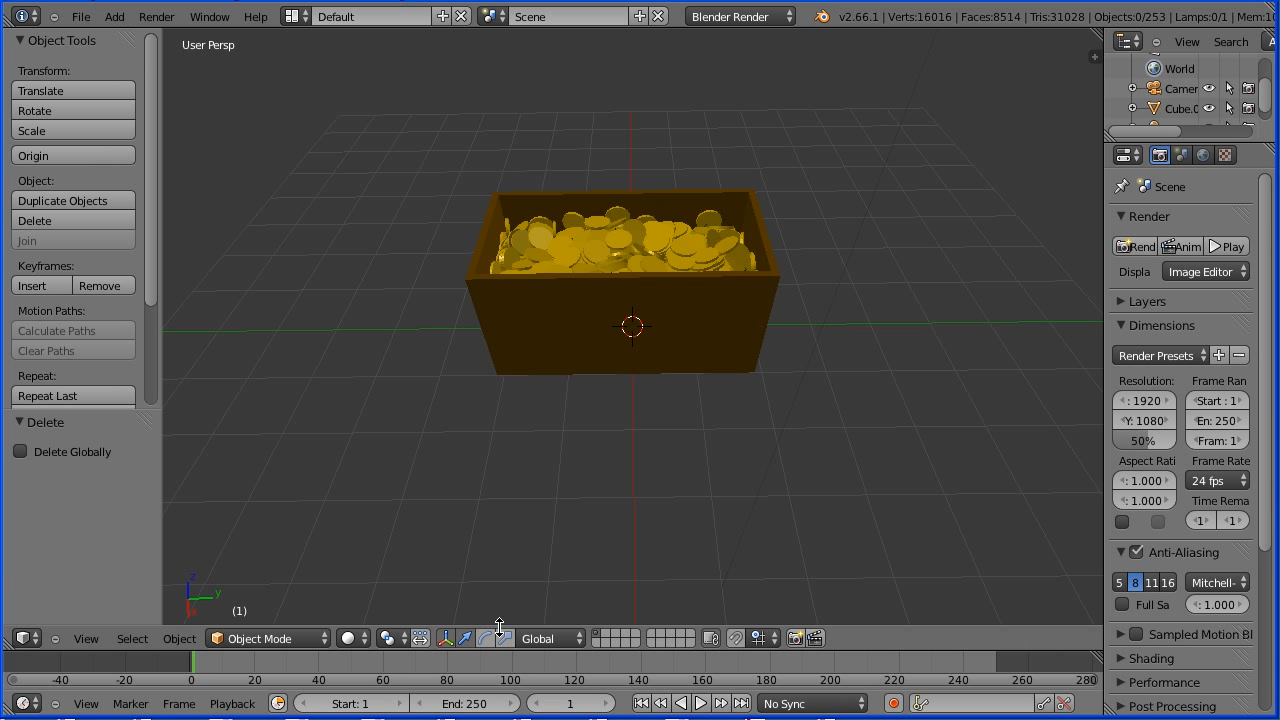 File Add Render Window Help Default Scene Blender Render v2.66.1 | Verts:16016 | Faces:8514 | Tris:31028 | Objects:0/253 | Lamps:0/1 | Mem:10
Object Tools
Transform:
Translate
Rotate
Scale
Origin
Object:
Duplicate Objects
Delete
Join
Keyframes:
Insert Remove
Motion Paths:
Calculate Paths
Clear Paths
Repeat:
Repeat Last
Delete
Delete Globally
User Persp
z
y
x
(1)
View Select Object Object Mode Global
-40 -20 0 20 40 60 80 100 120 140 160 180 200 220 240 260 280
View Marker Frame Playback Start: 1 End: 250 1 No Sync
View Search A
World
Camer
Cube.0
Scene
Render
Rend Anim Play
Displa Image Editor
Layers
Dimensions
Render Presets
Resolution: Frame Ran
: 1920 Start : 1
Y: 1080 En: 250
50% Fram: 1
Aspect Rati Frame Rate
: 1.000 24 fps
: 1.000 Time Rema
1 1
Anti-Aliasing
5 8 11 16 Mitchell-
Full Sa : 1.000
Sampled Motion Bl
Shading
Performance
Post Processing